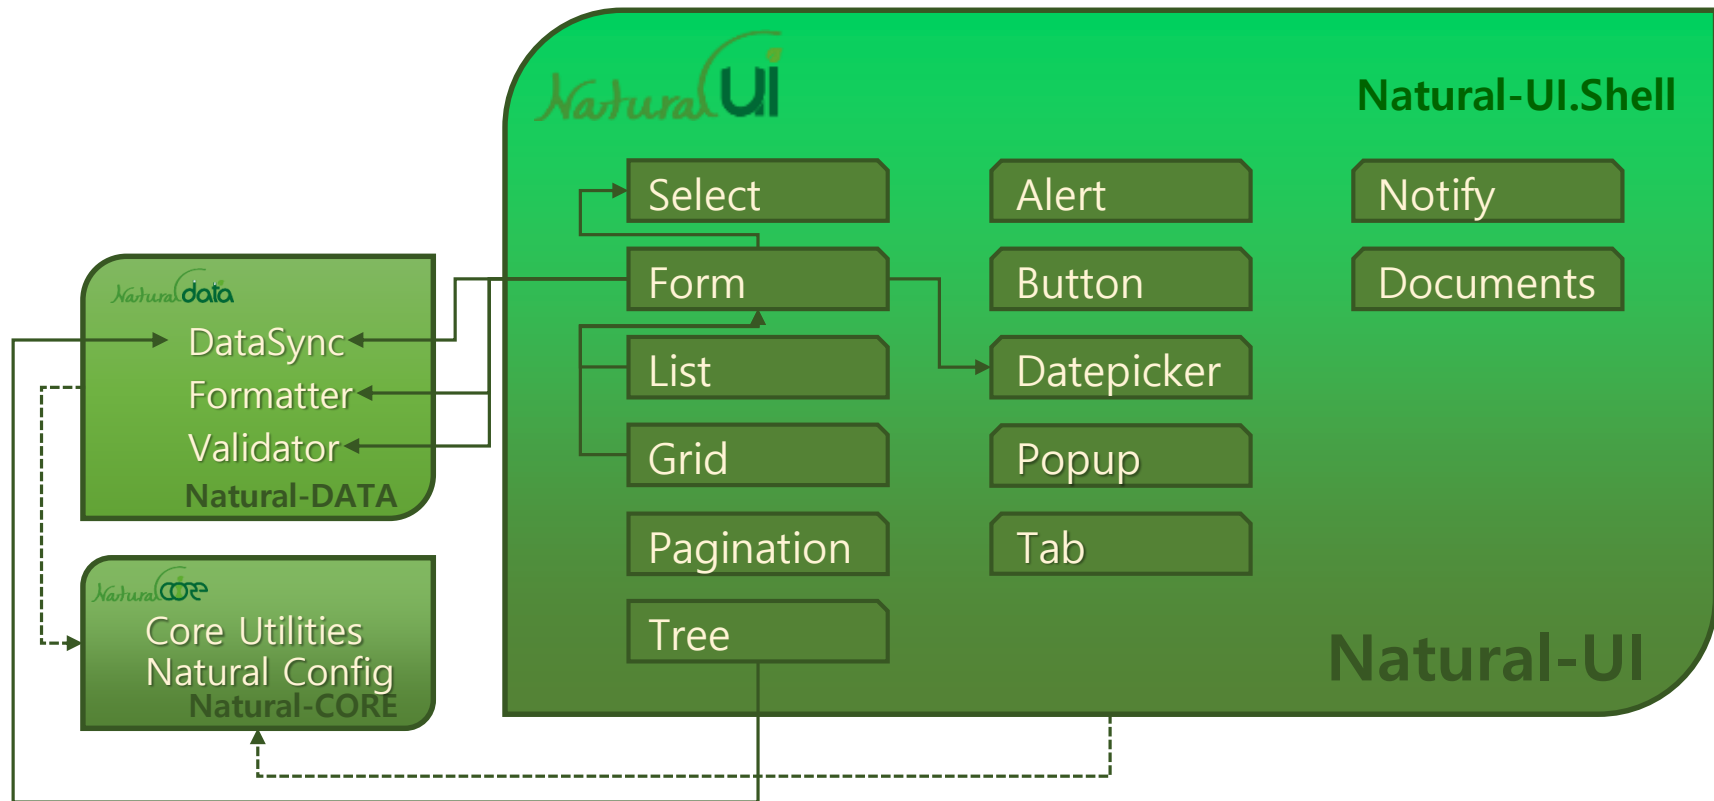 Natural ui
Natural-UI.Shell
Select
Alert
Notify
Form
Button
Documents
List
Datepicker
Grid
Popup
Pagination
Tab
Tree
Natural-UI
Natural data
DataSync
Formatter
Validator
Natural-DATA
Natural core
Core Utilities
Natural Config
Natural-CORE